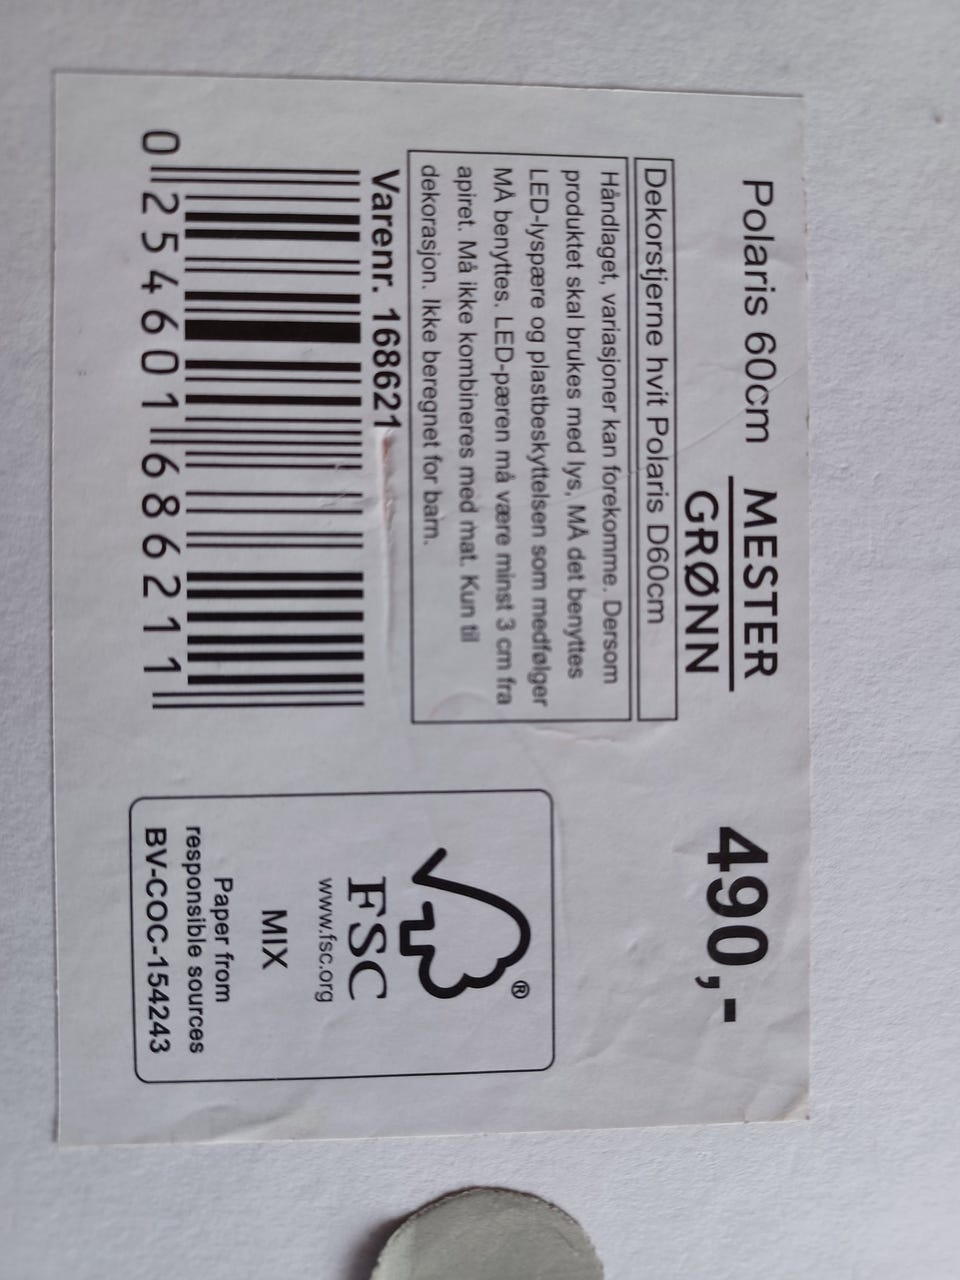 Polaris 60cm
MESTER
GRØNN
490,-
Dekorstjerne hvit Polaris D60cm
Håndlaget, variasjoner kan forekomme. Dersom
produktet skal brukes med lys, MÅ det benyttes
LED-lyspære og plastbeskyttelsen som medfølger
MÅ benyttes. LED-pæren må være minst 3 cm fra
apiret. Må ikke kombineres med mat. Kun til
dekorasjon. Ikke beregnet for barn.
Varenr. 168621
0 254601 686211
®
FSC
www.fsc.org
MIX
Paper from
responsible sources
BV-COC-154243